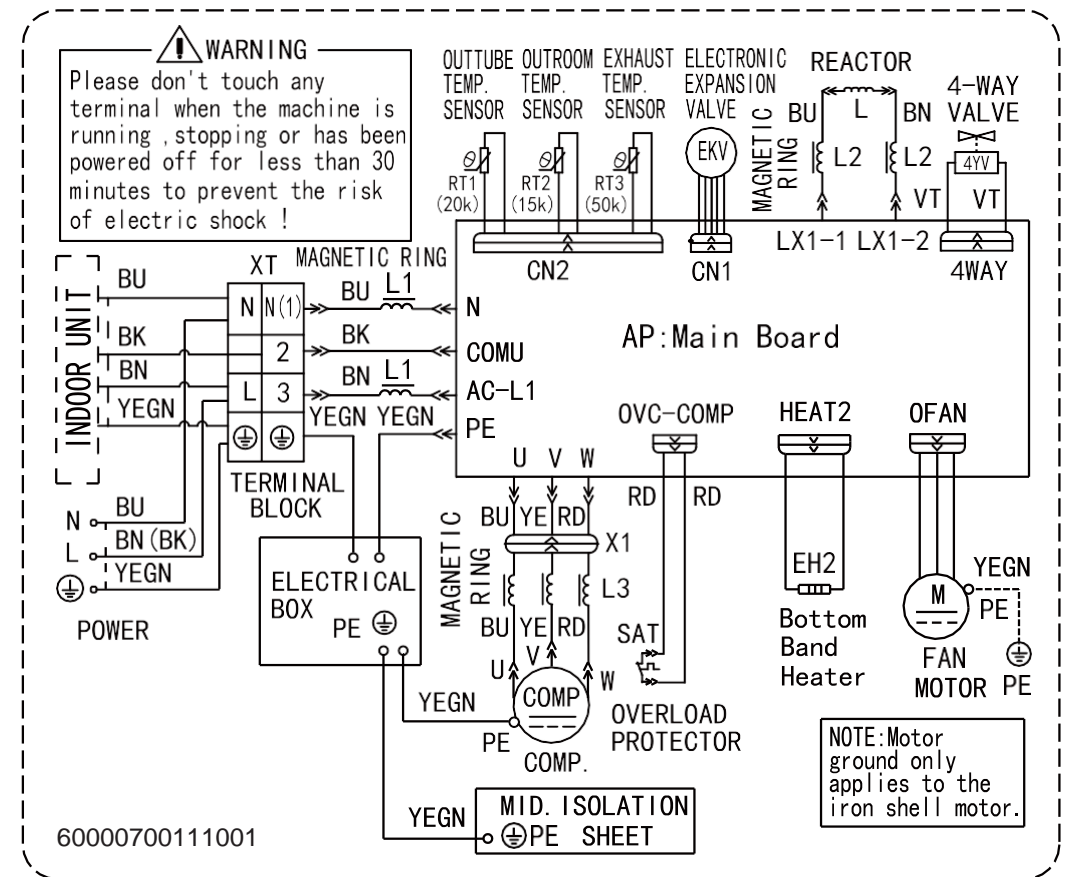 WARNING
Please don't touch any
terminal when the machine is
running ,stopping or has been
powered off for less than 30
minutes to prevent the risk
of electric shock !
OUTTUBE OUTROOM EXHAUST ELECTRONIC
TEMP. TEMP. TEMP. EXPANSION
SENSOR SENSOR SENSOR VALVE
REACTOR
4-WAY
VALVE
BU L BN
MAGNETIC
RING
θ θ θ EKV
L2 L2 4YV
RT1 RT2 RT3
(20k) (15k) (50k)
VT VT
LX1-1 LX1-2
CN2 CN1 4WAY
INDOOR UNIT
BU
BK
BN
YEGN
XT
MAGNETIC RING
BU L1
N N(1) N
BK
2 COMU
BN L1
L 3 AC-L1
YEGN YEGN PE
AP:Main Board
TERMINAL
BLOCK
OVC-COMP HEAT2 OFAN
U V W
RD RD
N BU
L BN(BK)
YEGN
POWER
BU YE RD
X1
MAGNETIC
RING
L3
BU YE RD
ELECTRICAL
BOX
PE
SAT
EH2
Bottom
Band
Heater
M
YEGN
PE
FAN
MOTOR PE
U V W
YEGN
COMP
PE
COMP.
OVERLOAD
PROTECTOR
NOTE:Motor
ground only
applies to the
iron shell motor.
YEGN
MID. ISOLATION
PE SHEET
60000700111001